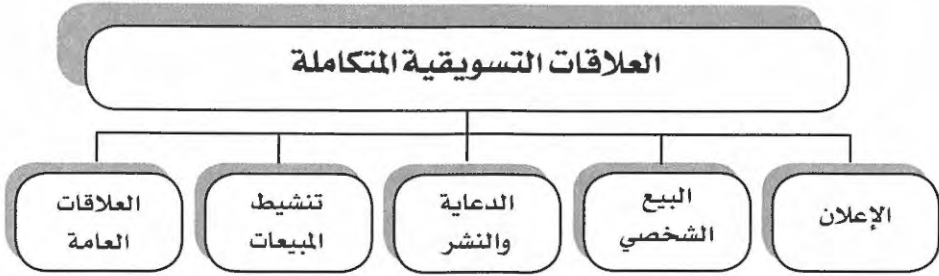 العلاقات التسويقية المتكاملة
الإعلان
البيع
الشخصي
الدعاية
والنشر
تنشيط
المبيعات
العلاقات
العامة